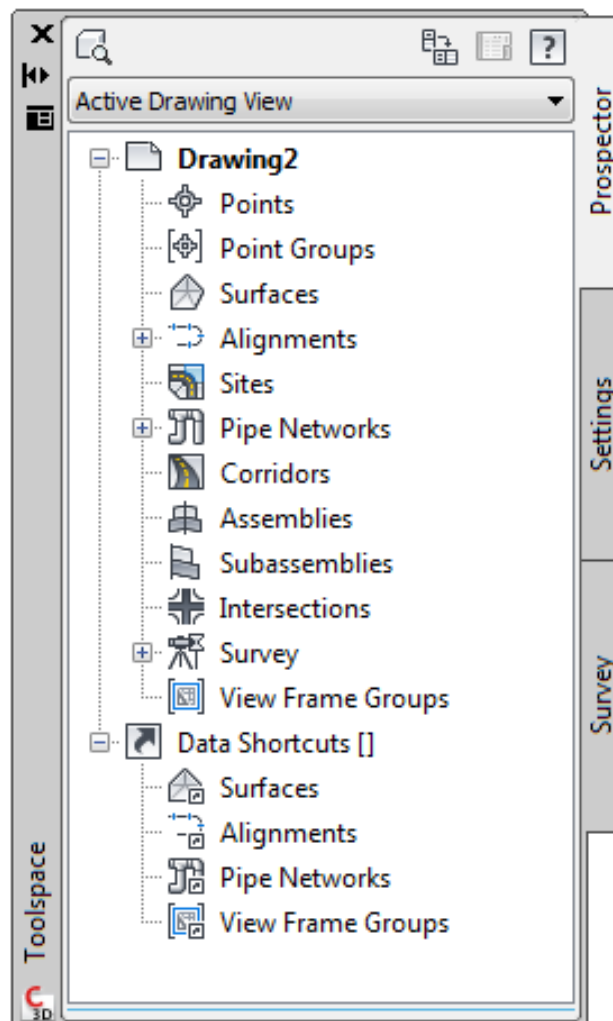 Active Drawing View
Drawing2
Points
Point Groups
Surfaces
Alignments
Sites
Pipe Networks
Corridors
Assemblies
Subassemblies
Intersections
Survey
View Frame Groups
Data Shortcuts []
Surfaces
Alignments
Pipe Networks
View Frame Groups
Prospector
Settings
Survey
Toolspace
C
3D